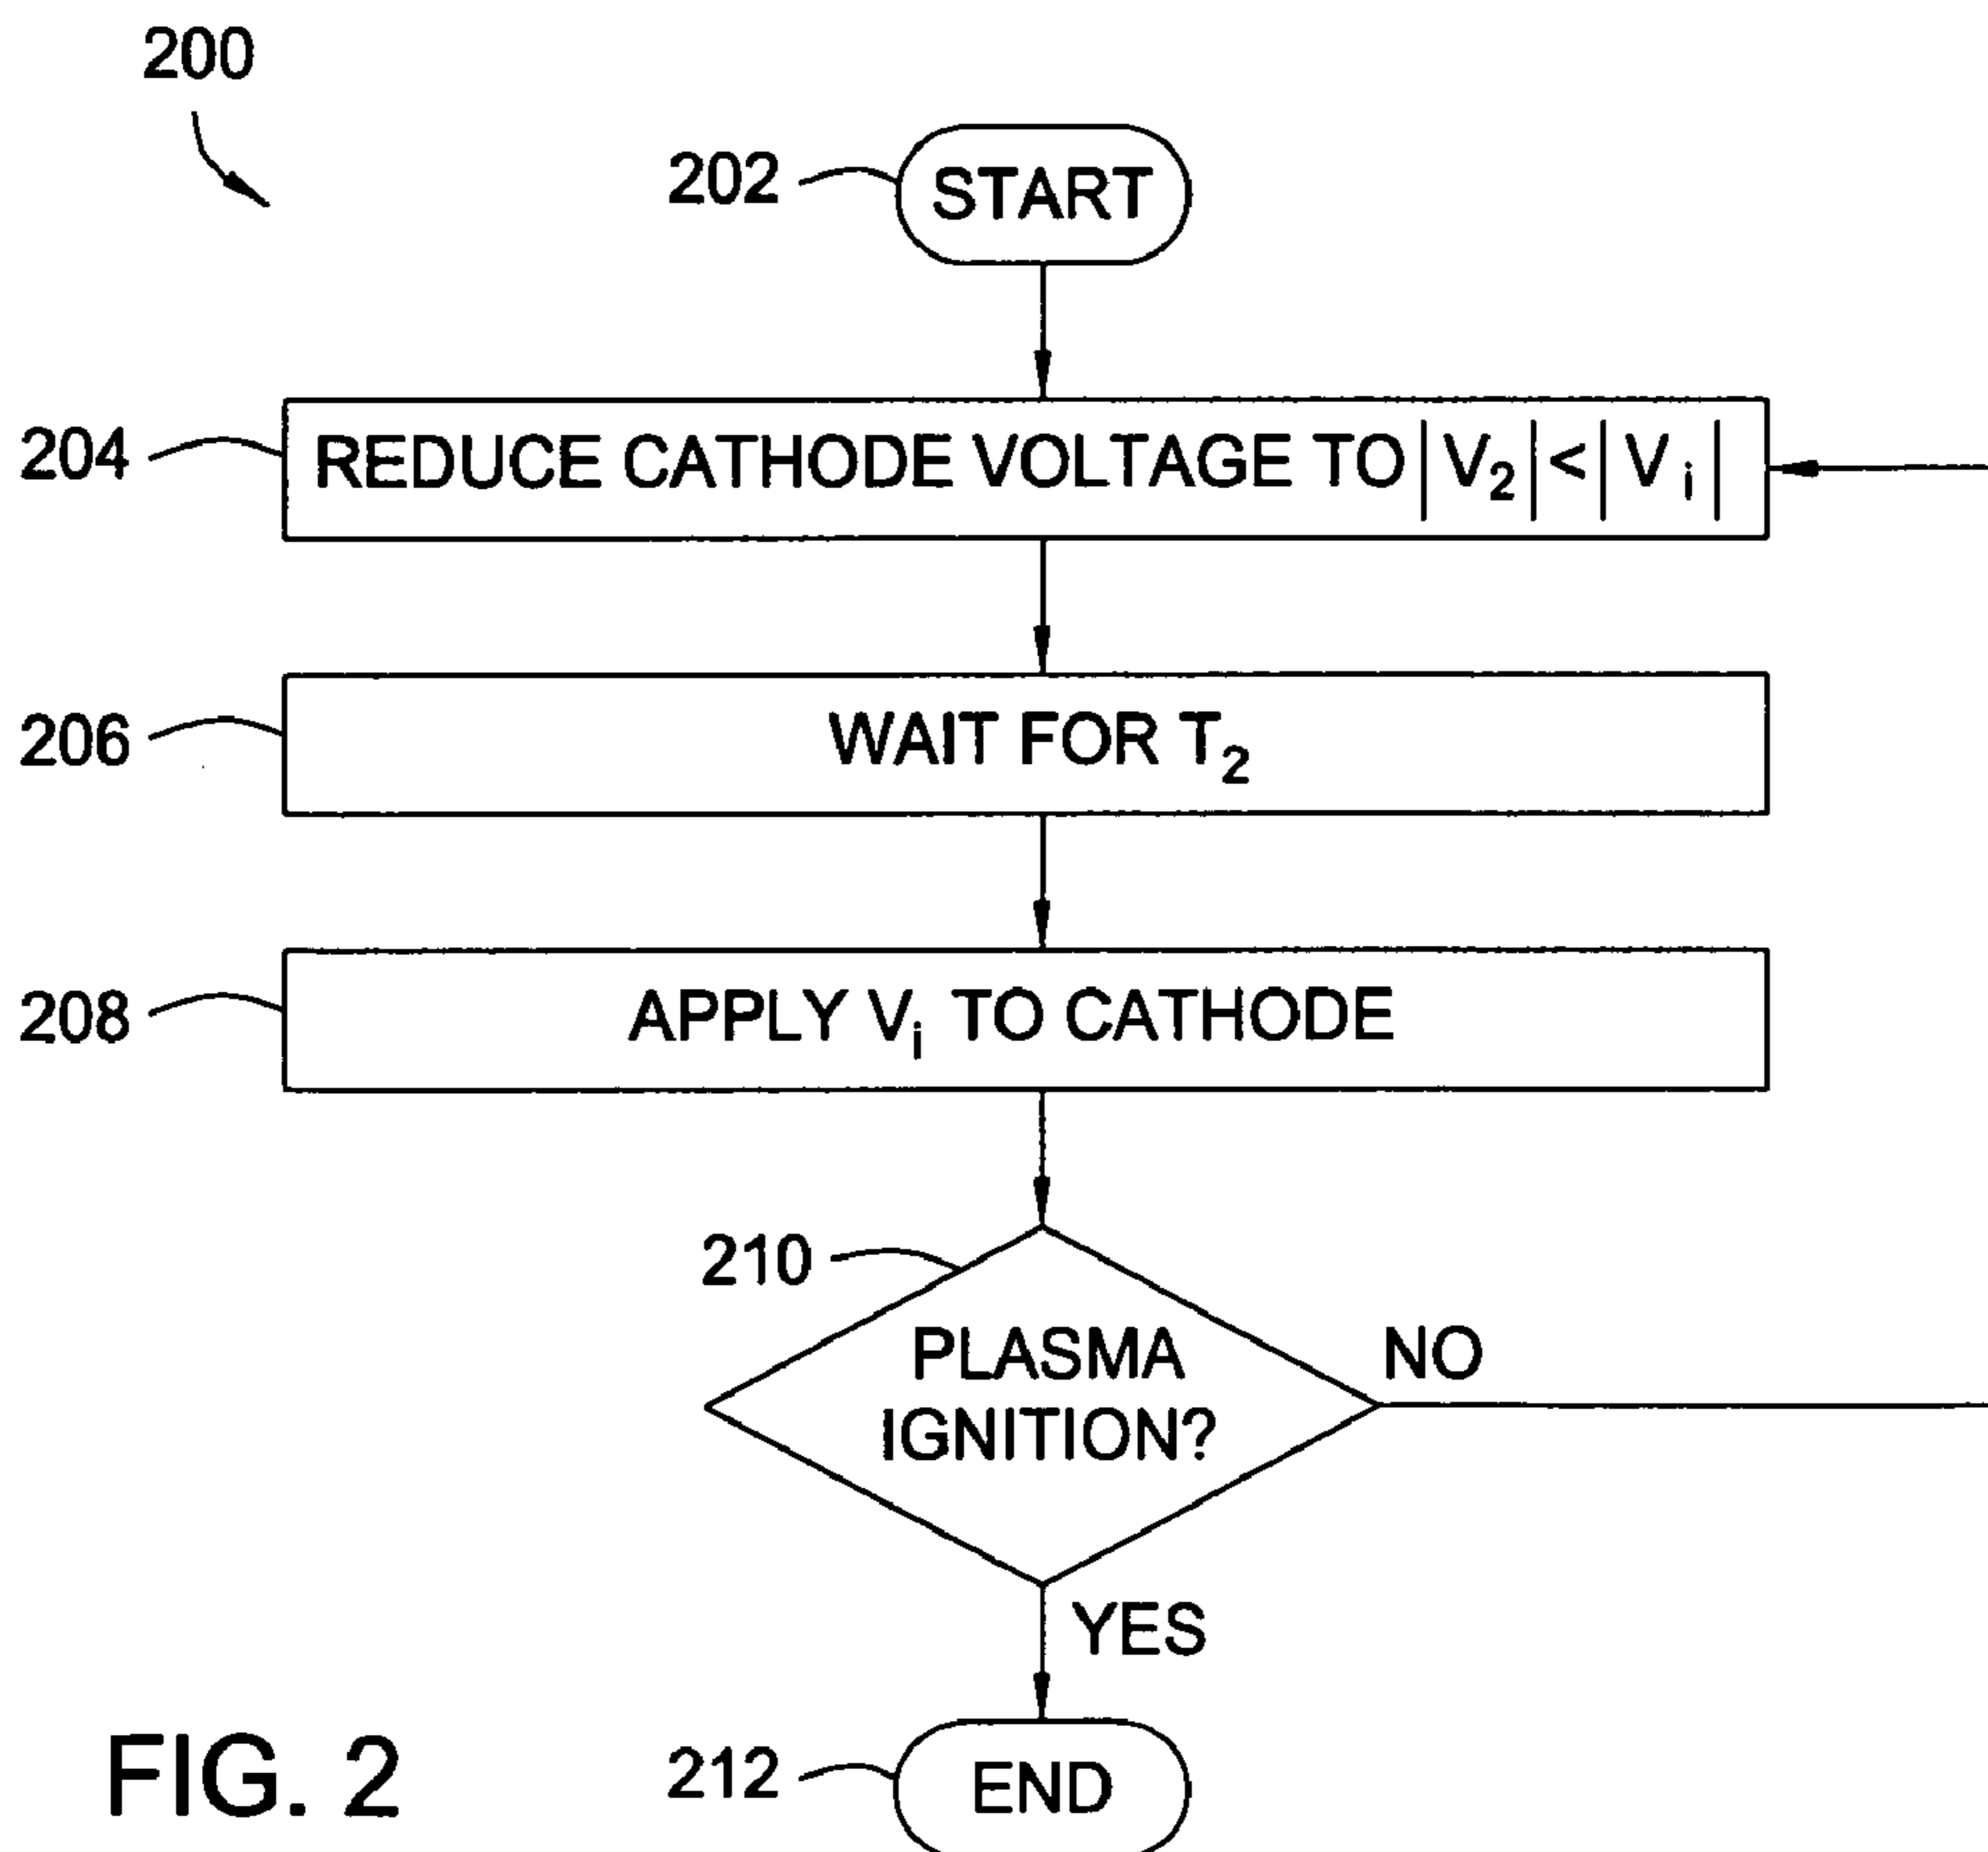 200
202 START
204 REDUCE CATHODE VOLTAGE TO |V₂| < |Vᵢ|
206 WAIT FOR T₂
208 APPLY Vᵢ TO CATHODE
210
PLASMA
IGNITION?
NO
YES
212 END
FIG. 2